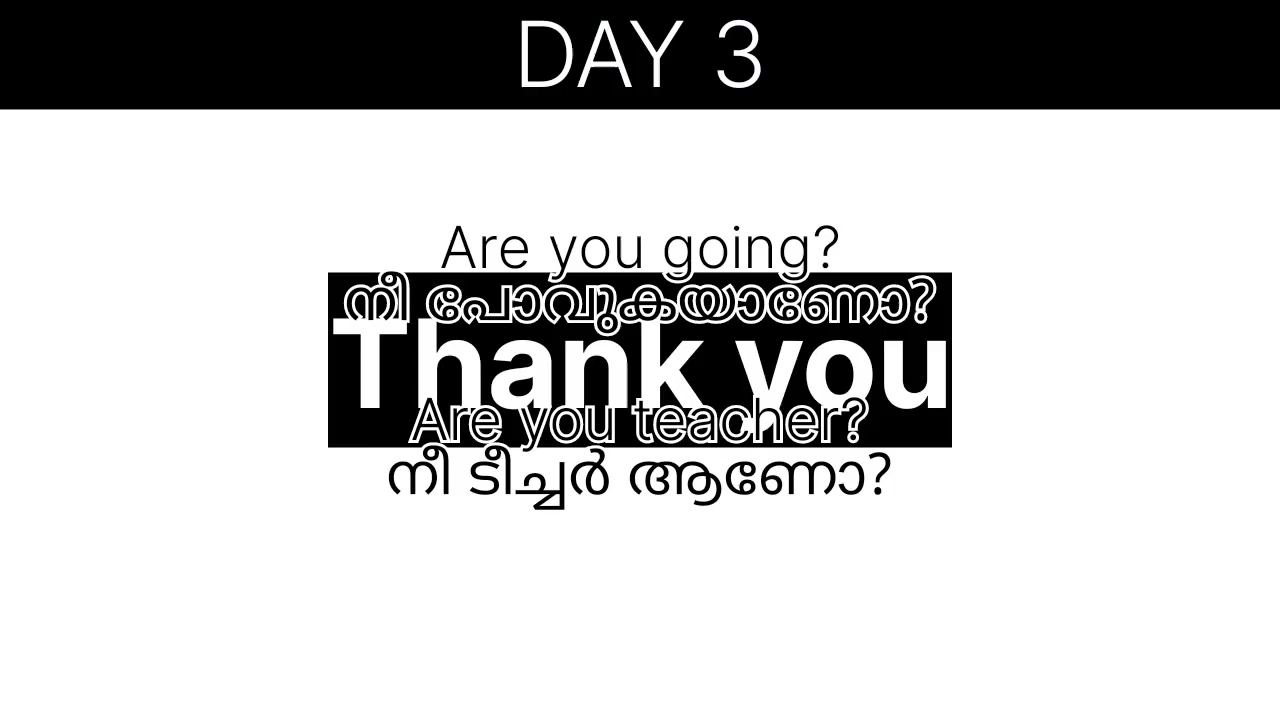 DAY 3
Are you going?
നീ പോവുകയാണോ?
Thank you
Are you teacher?
നീ ടീച്ചർ ആണോ?